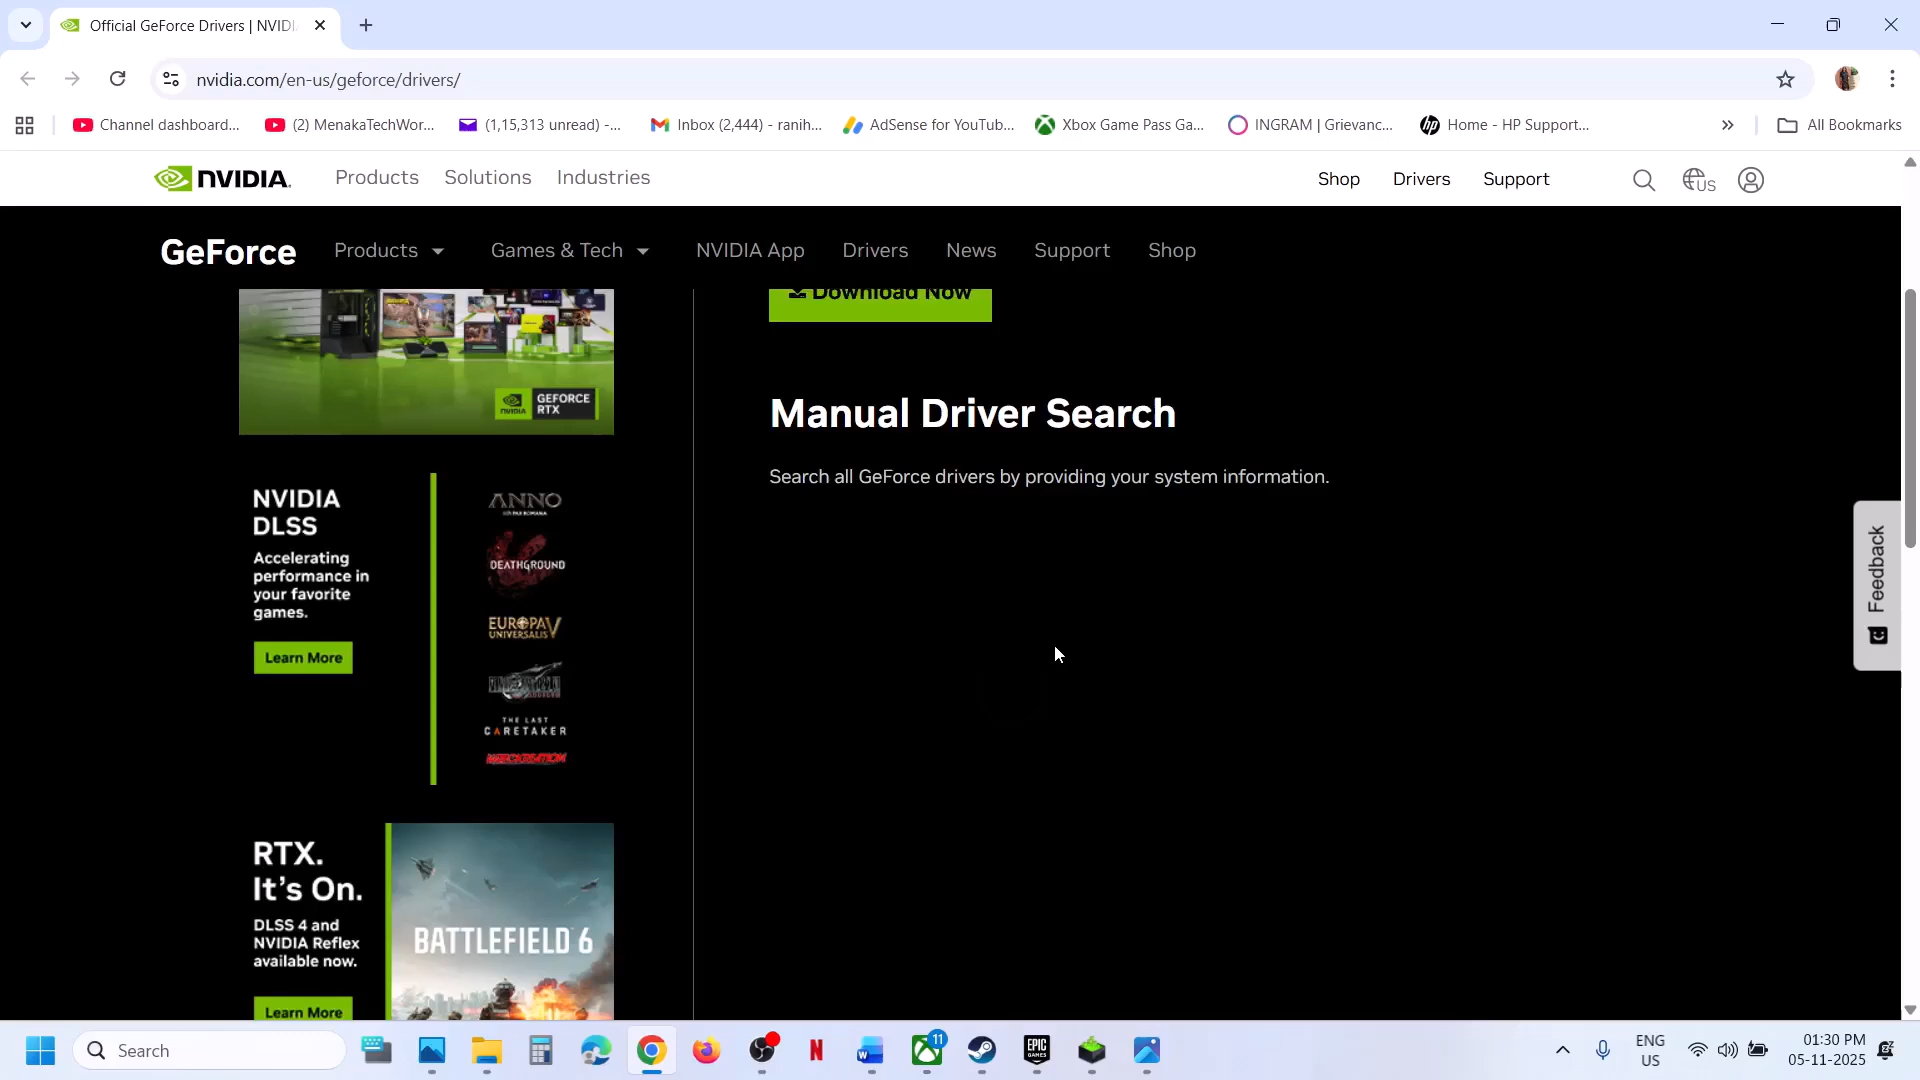 Official GeForce Drivers | NVIDI
nvidia.com/en-us/geforce/drivers/
Channel dashboard...
(2) MenakaTechWor...
(1,15,313 unread) -...
Inbox (2,444) - ranih...
AdSense for YouTub...
Xbox Game Pass Ga...
INGRAM | Grievanc...
Home - HP Support...
All Bookmarks
NVIDIA.
Products
Solutions
Industries
Shop
Drivers
Support
US
GeForce
Products
Games & Tech
NVIDIA App
Drivers
News
Support
Shop
Download Now
NVIDIA
GEFORCE
RTX
Manual Driver Search
Search all GeForce drivers by providing your system information.
NVIDIA
DLSS
Accelerating
performance in
your favorite
games.
Learn More
ANNO
DEATHGROUND
EUROPA V
UNIVERSALIS
THE LAST
CARETAKER
Feedback
RTX.
It's On.
DLSS 4 and
NVIDIA Reflex
available now.
Learn More
BATTLEFIELD 6
Search
11
EPIC
GAMES
ENG
US
01:30 PM
05-11-2025